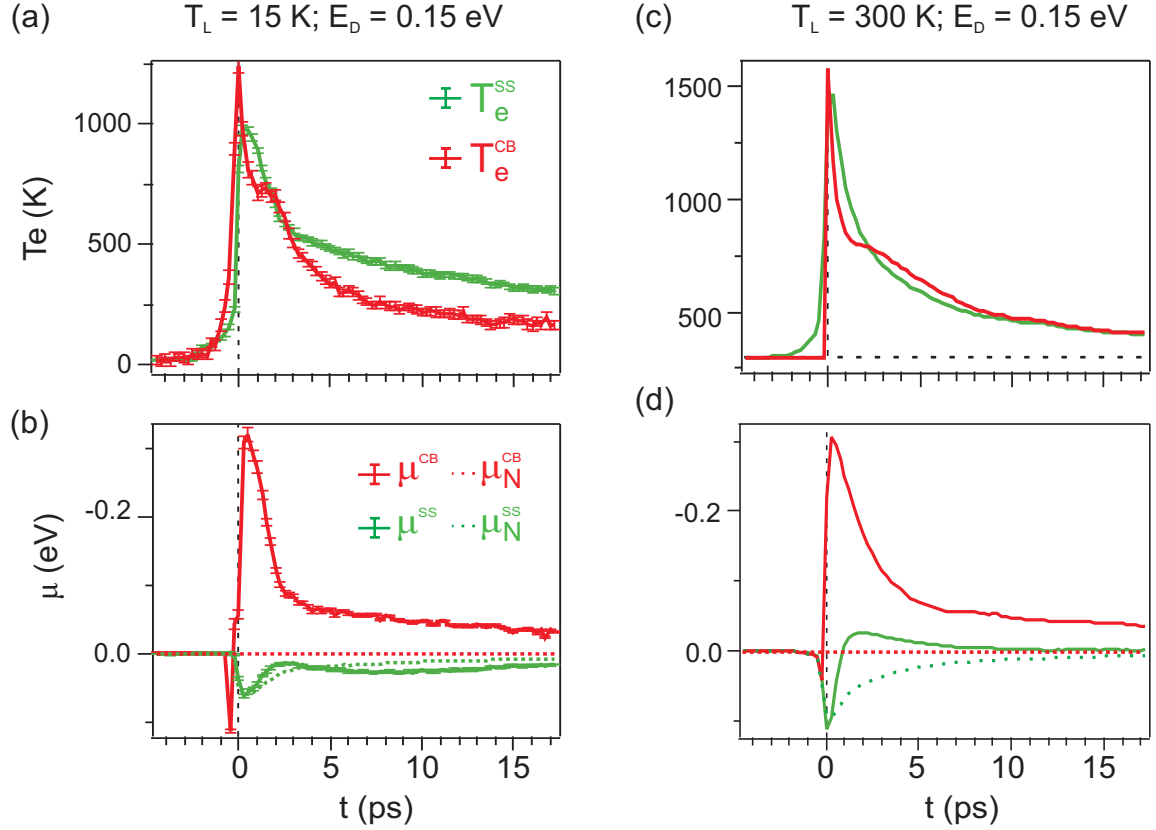 (a)
T_L = 15 K; E_D = 0.15 eV
1000
500
0
Te (K)
T_e^SS
T_e^CB
(c)
T_L = 300 K; E_D = 0.15 eV
1500
1000
500
(b)
-0.2
0.0
μ (eV)
μ^CB μ_N^CB
μ^SS μ_N^SS
0 5 10 15
t (ps)
(d)
-0.2
0.0
0 5 10 15
t (ps)